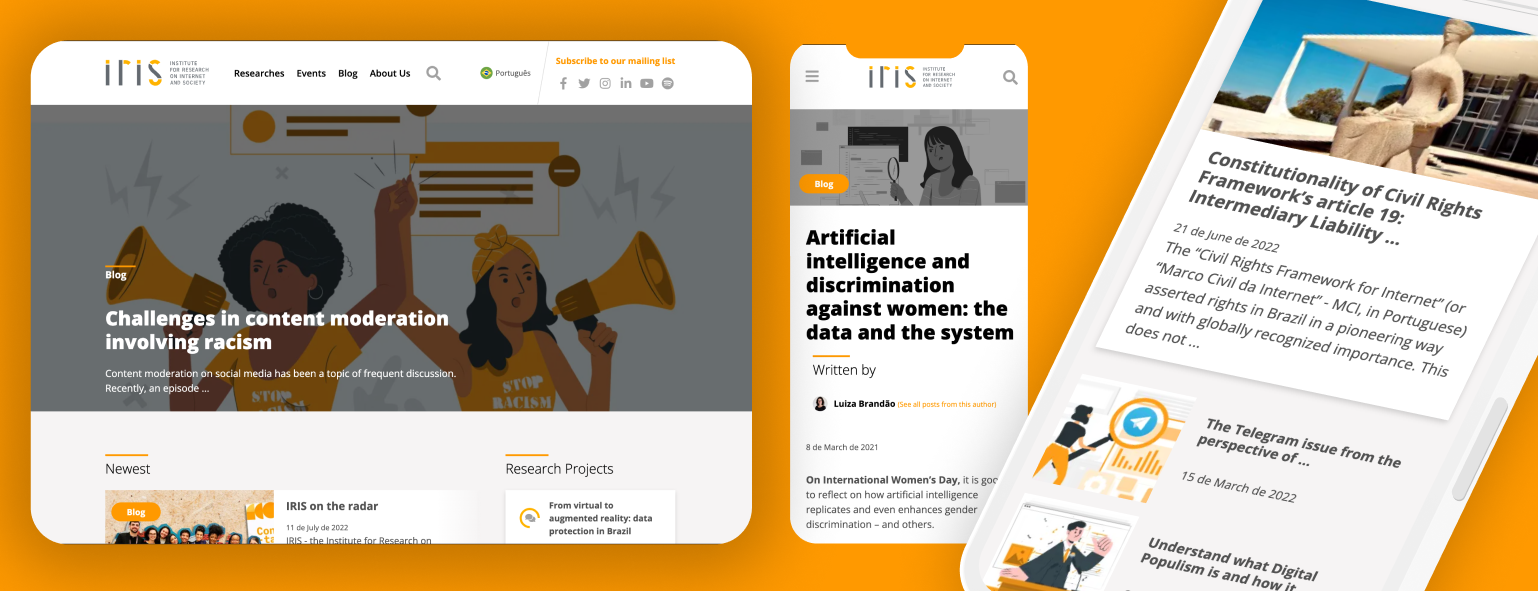 iris
INSTITUTE
FOR RESEARCH
ON INTERNET
AND SOCIETY
Researches Events Blog About Us
Português
Subscribe to our mailing list
Blog
Challenges in content moderation
involving racism
Content moderation on social media has been a topic of frequent discussion.
Recently, an episode ...
STOP
RACISM
STOP
RACISM
Newest
Blog
IRIS on the radar
11 de July de 2022
IRIS - the Institute for Research on
Research Projects
From virtual to
augmented reality: data
protection in Brazil
iris
INSTITUTE
FOR RESEARCH
ON INTERNET
AND SOCIETY
Blog
Artificial
intelligence and
discrimination
against women: the
data and the system
Written by
Luiza Brandão (See all posts from this author)
8 de March de 2021
On International Women's Day, it is
to reflect on how artificial intelligence
replicates and even enhances gender
discrimination – and others.
Constitutionality of Civil Rights
Framework's article 19:
Intermediary Liability ...
21 de June de 2022
The “Civil Rights Framework for Internet” (or
“Marco Civil da Internet” - MCI, in Portuguese)
asserted rights in Brazil in a pioneering way
and with globally recognized importance. This
does not ...
The Telegram issue from the
perspective of ...
15 de March de 2022
Understand what Digital
Populism is and how it